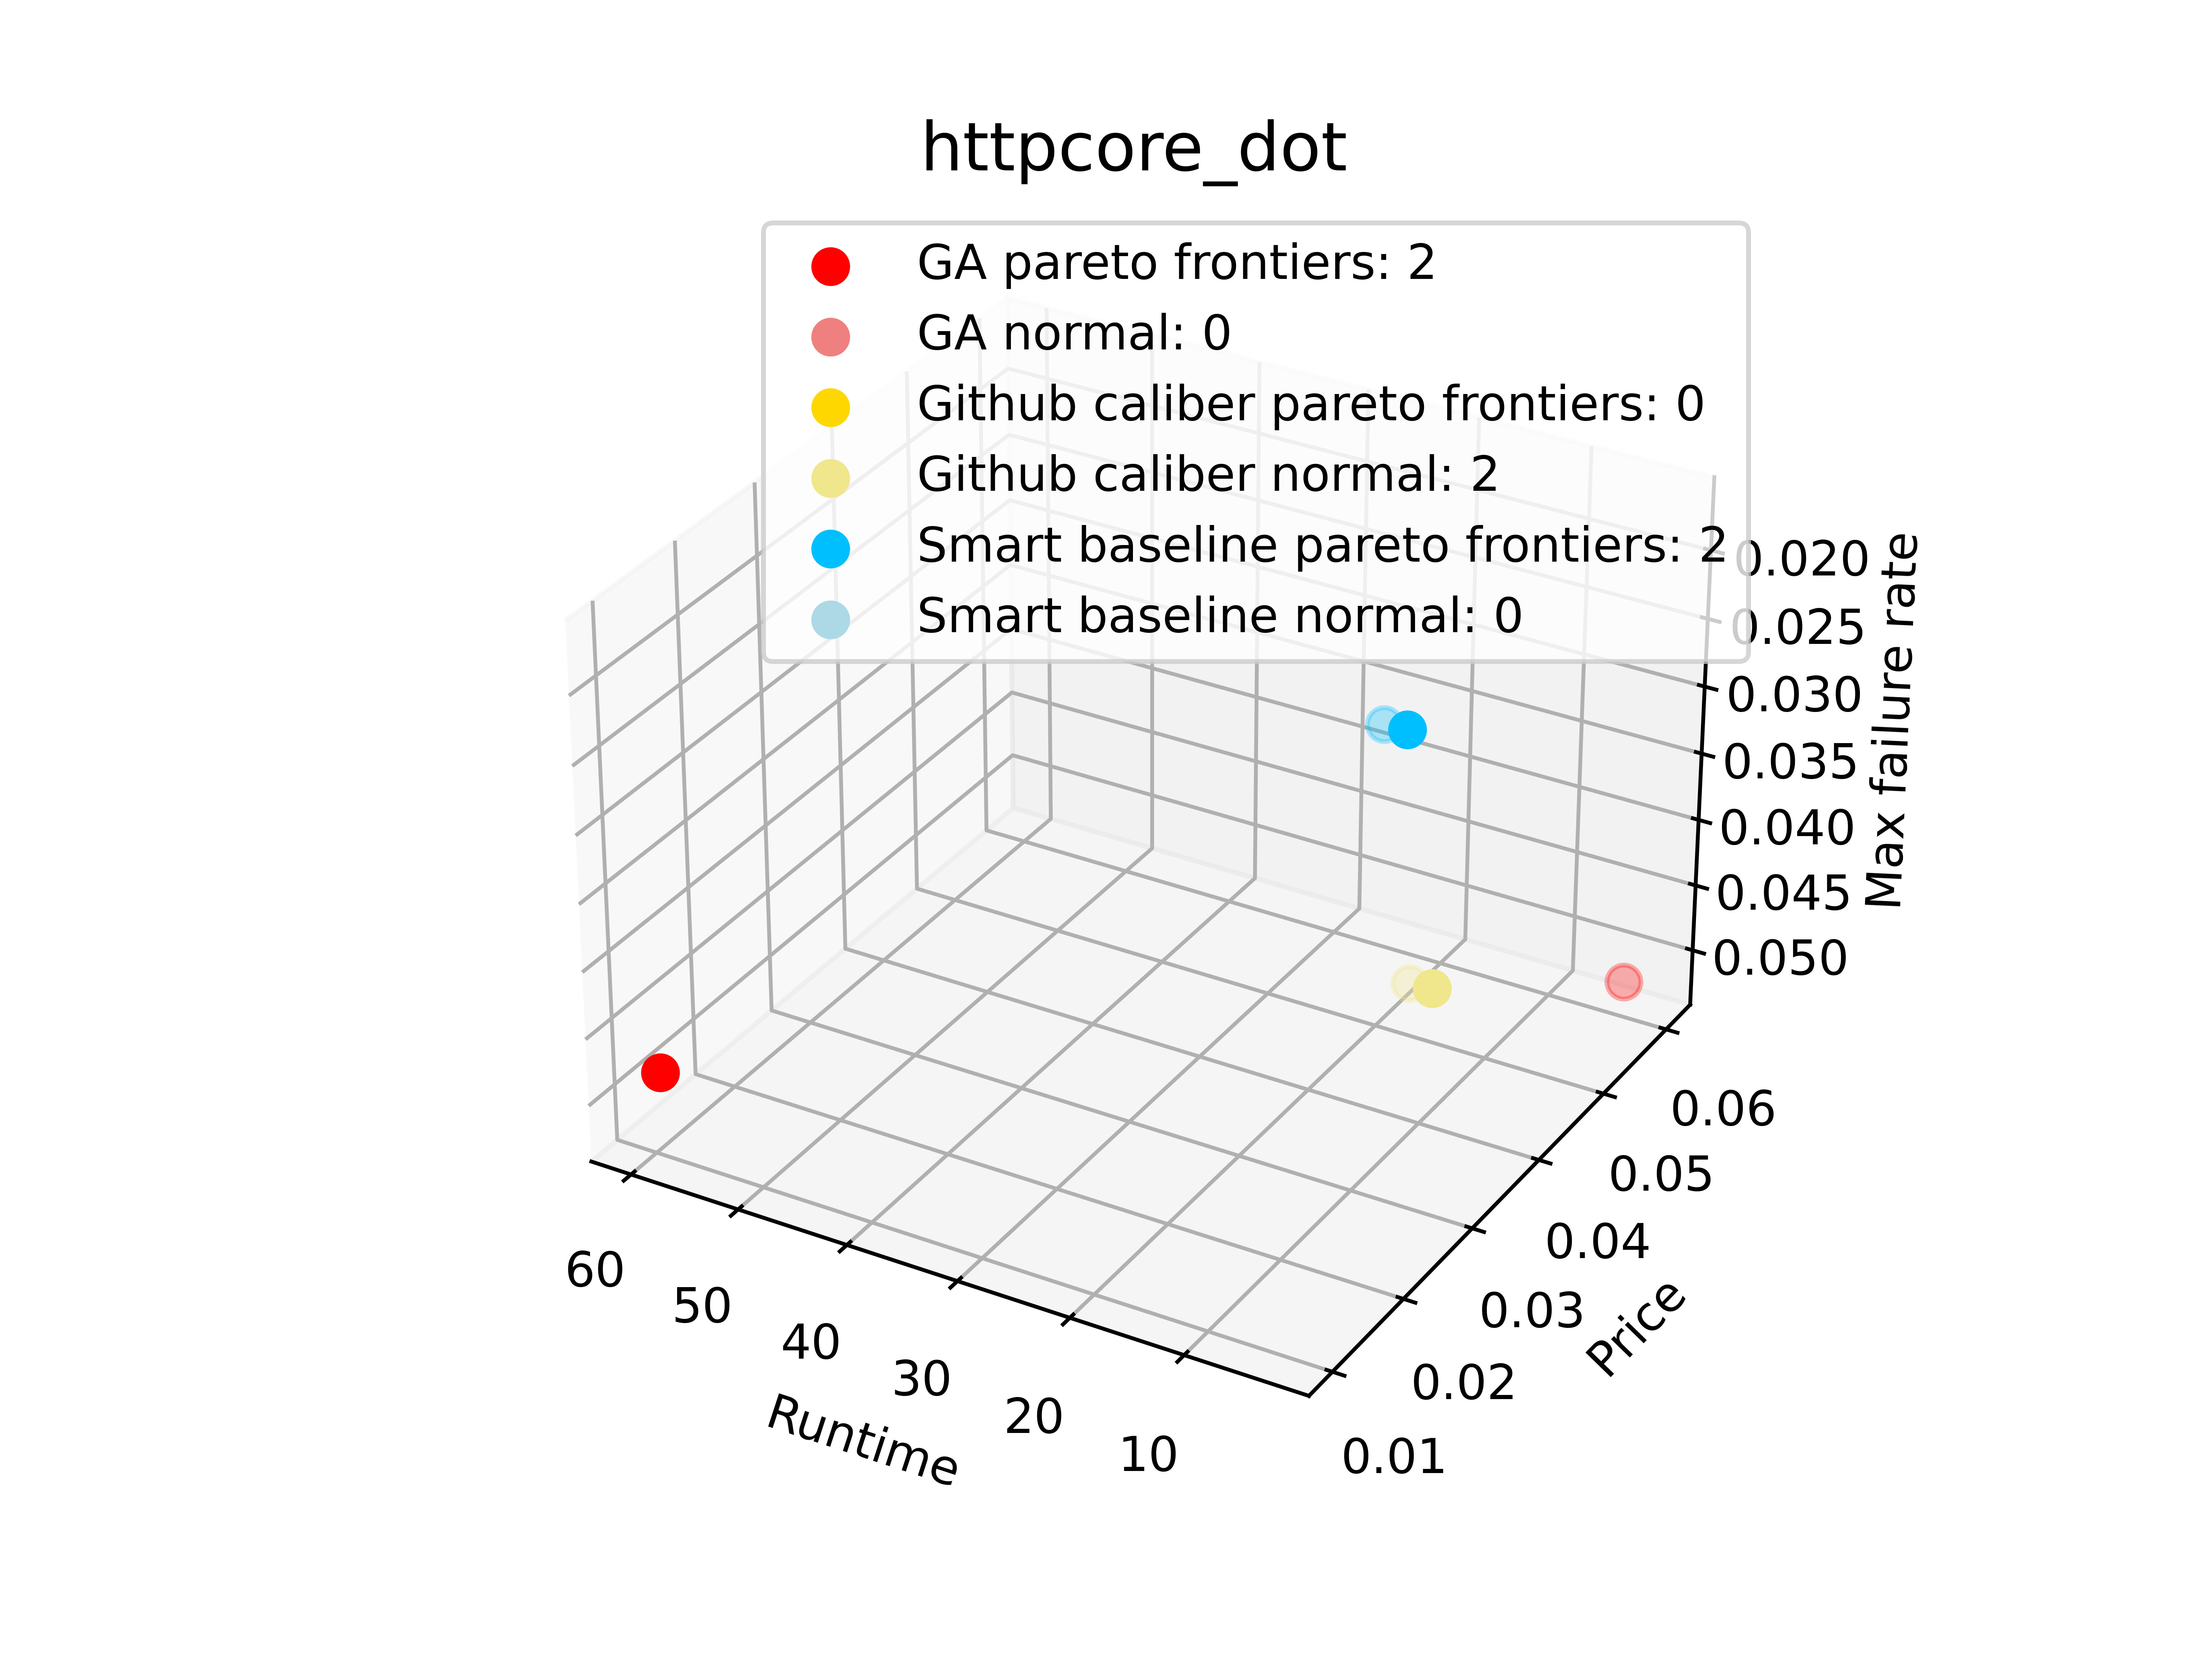 httpcore_dot
GA pareto frontiers: 2
GA normal: 0
Github caliber pareto frontiers: 0
Github caliber normal: 2
Smart baseline pareto frontiers: 2
Smart baseline normal: 0
0.020
0.025
0.030
0.035
0.040
0.045
0.050
Max failure rate
0.06
0.05
0.04
0.03
0.02
0.01
Price
60
50
40
30
20
10
Runtime